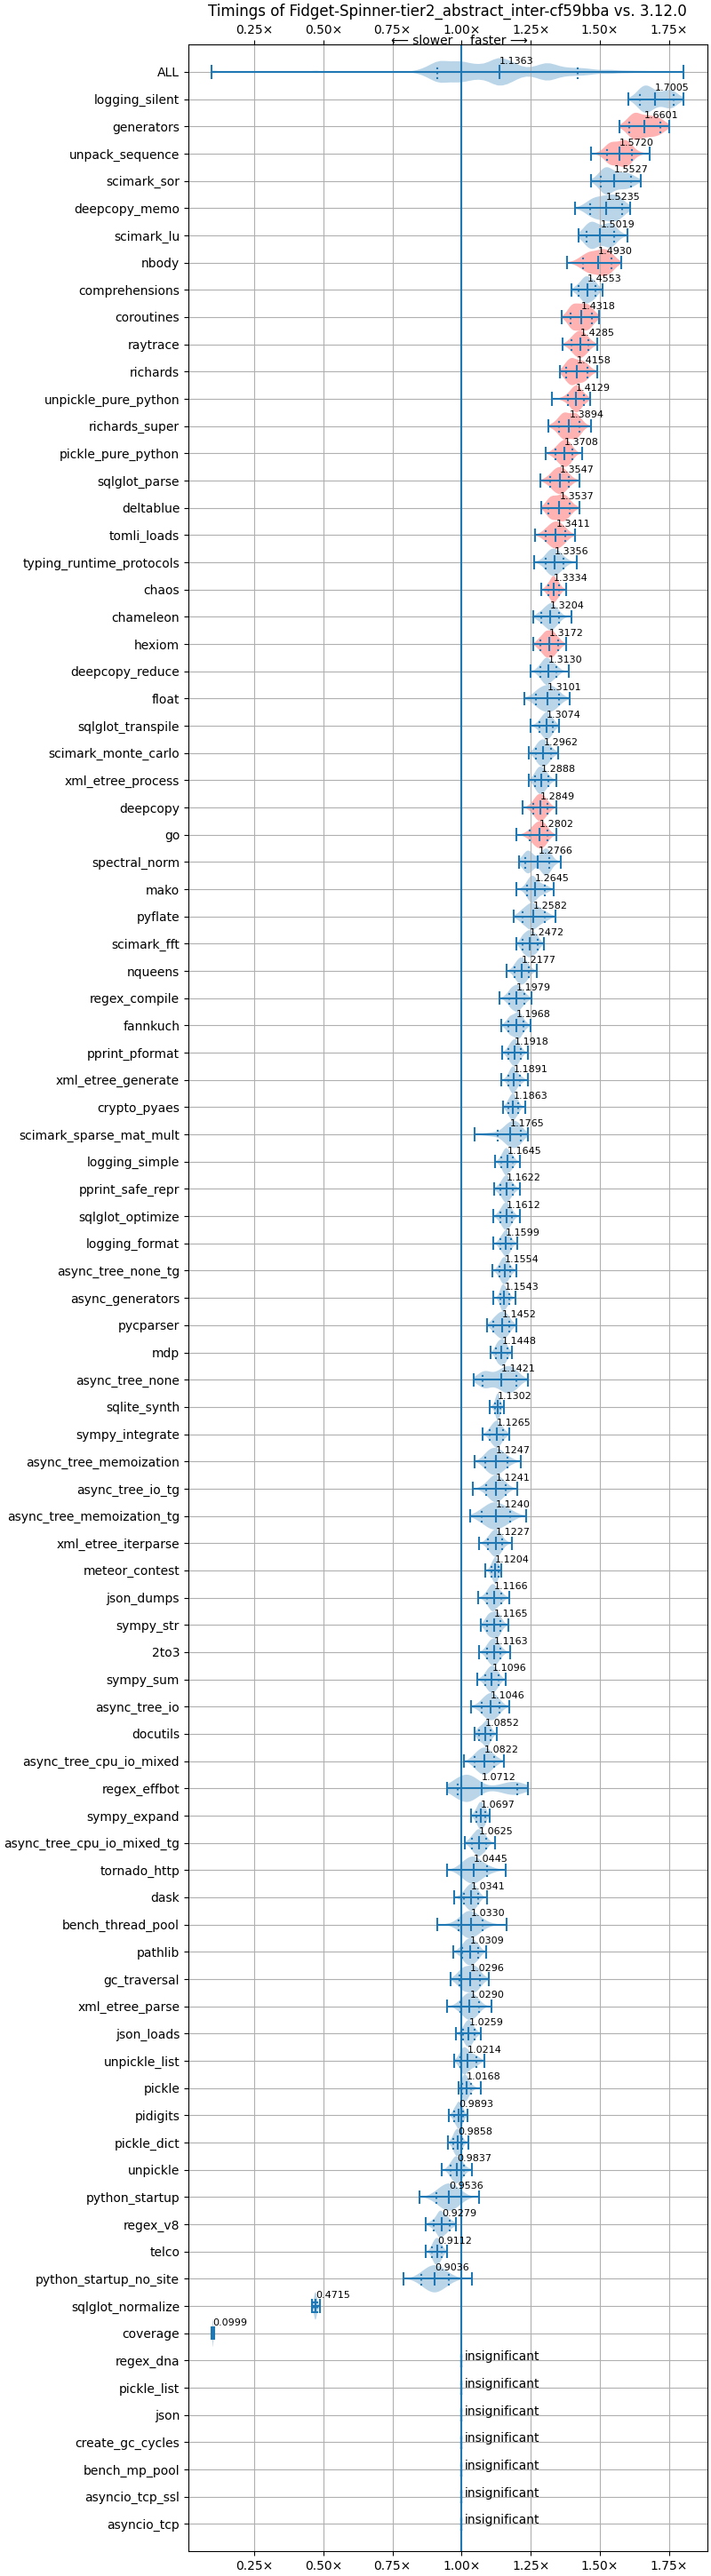 Timings of Fidget-Spinner-tier2_abstract_inter-cf59bba vs. 3.12.0
0.25× 0.50× 0.75× 1.00× 1.25× 1.50× 1.75×
⟵ slower faster ⟶
ALL 1.1363
logging_silent 1.7005
generators 1.6601
unpack_sequence 1.5720
scimark_sor 1.5527
deepcopy_memo 1.5235
scimark_lu 1.5019
nbody 1.4930
comprehensions 1.4553
coroutines 1.4318
raytrace 1.4285
richards 1.4158
unpickle_pure_python 1.4129
richards_super 1.3894
pickle_pure_python 1.3708
sqlglot_parse 1.3547
deltablue 1.3537
tomli_loads 1.3411
typing_runtime_protocols 1.3356
chaos 1.3334
chameleon 1.3204
hexiom 1.3172
deepcopy_reduce 1.3130
float 1.3101
sqlglot_transpile 1.3074
scimark_monte_carlo 1.2962
xml_etree_process 1.2888
deepcopy 1.2849
go 1.2802
spectral_norm 1.2766
mako 1.2645
pyflate 1.2582
scimark_fft 1.2472
nqueens 1.2177
regex_compile 1.1979
fannkuch 1.1968
pprint_pformat 1.1918
xml_etree_generate 1.1891
crypto_pyaes 1.1863
scimark_sparse_mat_mult 1.1765
logging_simple 1.1645
pprint_safe_repr 1.1622
sqlglot_optimize 1.1612
logging_format 1.1599
async_tree_none_tg 1.1554
async_generators 1.1543
pycparser 1.1452
mdp 1.1448
async_tree_none 1.1421
sqlite_synth 1.1302
sympy_integrate 1.1265
async_tree_memoization 1.1247
async_tree_io_tg 1.1241
async_tree_memoization_tg 1.1240
xml_etree_iterparse 1.1227
meteor_contest 1.1204
json_dumps 1.1166
sympy_str 1.1165
2to3 1.1163
sympy_sum 1.1096
async_tree_io 1.1046
docutils 1.0852
async_tree_cpu_io_mixed 1.0822
regex_effbot 1.0712
sympy_expand 1.0697
async_tree_cpu_io_mixed_tg 1.0625
tornado_http 1.0445
dask 1.0341
bench_thread_pool 1.0330
pathlib 1.0309
gc_traversal 1.0296
xml_etree_parse 1.0290
json_loads 1.0259
unpickle_list 1.0214
pickle 1.0168
pidigits 0.9893
pickle_dict 0.9858
unpickle 0.9837
python_startup 0.9536
regex_v8 0.9279
telco 0.9112
python_startup_no_site 0.9036
sqlglot_normalize 0.4715
coverage 0.0999
regex_dna insignificant
pickle_list insignificant
json insignificant
create_gc_cycles insignificant
bench_mp_pool insignificant
asyncio_tcp_ssl insignificant
asyncio_tcp insignificant
0.25× 0.50× 0.75× 1.00× 1.25× 1.50× 1.75×